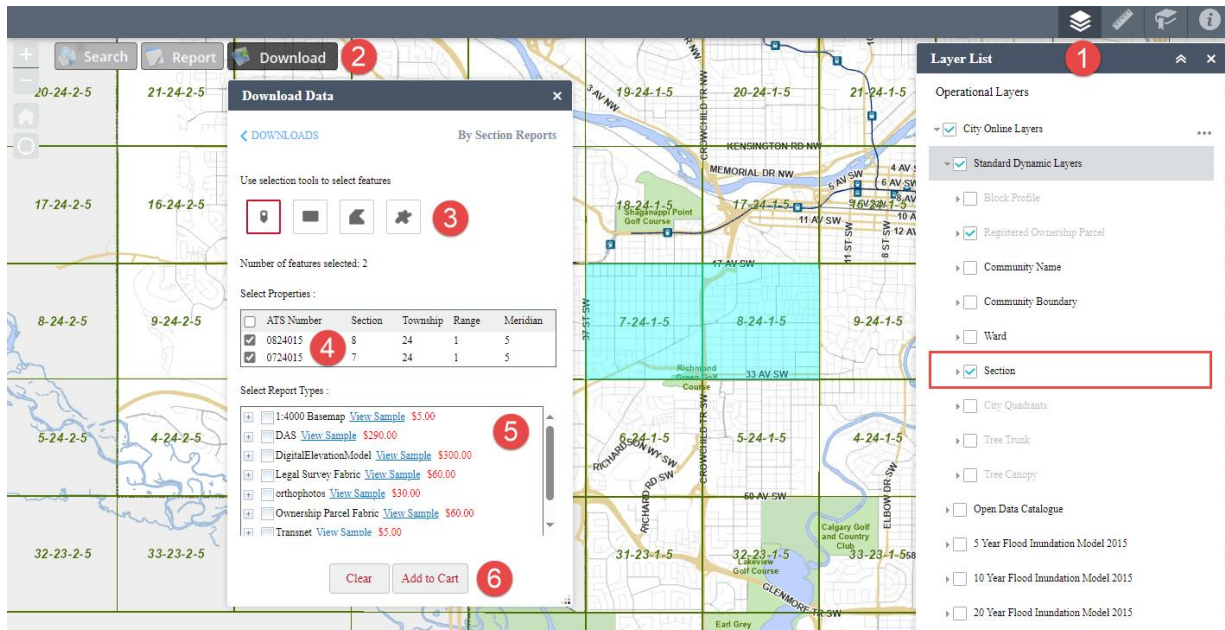 Search
Report
Download
2
1
Layer List
Operational Layers
City Online Layers
Standard Dynamic Layers
Block Profile
Registered Ownership Parcel
Community Name
Community Boundary
Ward
Section
City Quadrants
Tree Trunk
Tree Canopy
Open Data Catalogue
5 Year Flood Inundation Model 2015
10 Year Flood Inundation Model 2015
20 Year Flood Inundation Model 2015
Download Data
DOWNLOADS
By Section Reports
Use selection tools to select features
3
Number of features selected: 2
Select Properties :
ATS Number Section Township Range Meridian
0824015 8 24 1 5
0724015 7 24 1 5
4
Select Report Types :
1:4000 Basemap View Sample $5.00
DAS View Sample $290.00
DigitalElevationModel View Sample $300.00
Legal Survey Fabric View Sample $60.00
orthophotos View Sample $30.00
Ownership Parcel Fabric View Sample $60.00
Transnet View Sample $5.00
5
Clear
Add to Cart
6
20-24-2-5
21-24-2-5
19-24-1-5
20-24-1-5
21-24-1-5
3 AV NW
CROWCHILD TR NW
KENSINGTON RD NW
MEMORIAL DR NW
5 AV SW
4 AV
6 AV SW
17-24-2-5
16-24-2-5
18-24-1-5
17-24-1-5
16-24-1-5
Shaganappi Point
Golf Course
11 AV SW
10 A
12 AV
11 ST SW
8 ST SW
17 AV SW
37 ST SW
8-24-2-5
9-24-2-5
7-24-1-5
8-24-1-5
9-24-1-5
Richmond
Green Golf
Course
33 AV SW
5-24-2-5
4-24-2-5
6-24-1-5
5-24-1-5
4-24-1-5
RICHARDSON WY SW
RICHARD RD SW
CROWCHILD TR SW
50 AV SW
ELBOW DR SW
Calgary Golf
and Country
Club
32-23-2-5
33-23-2-5
31-23-1-5
32-23-1-5
33-23-1-5
Lakeview
Golf Course
GLENMORE TR SW
Earl Grey